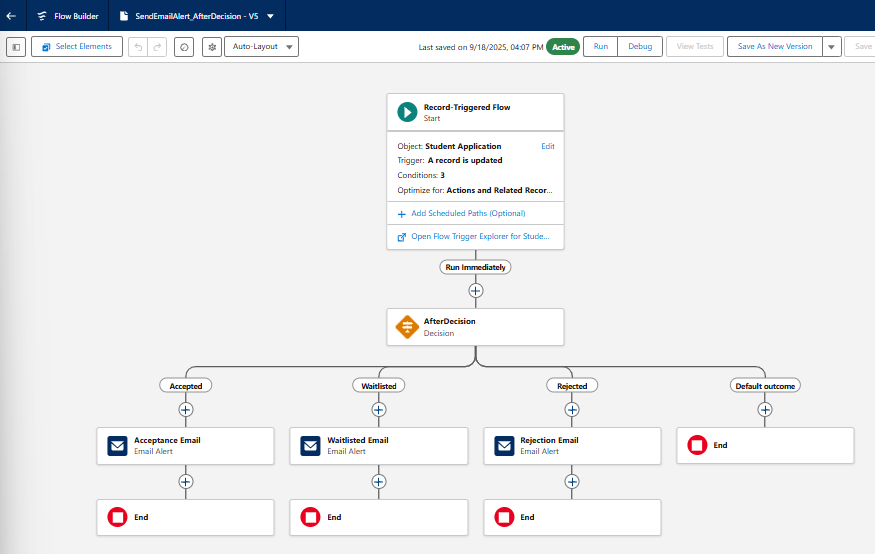 Flow Builder
SendEmailAlert_AfterDecision - V5
Select Elements
Auto-Layout
Last saved on 9/18/2025, 04:07 PM
Active
Run
Debug
View Tests
Save As New Version
Save
Record-Triggered Flow
Start
Object: Student Application
Edit
Trigger: A record is updated
Conditions: 3
Optimize for: Actions and Related Recor...
Add Scheduled Paths (Optional)
Open Flow Trigger Explorer for Stude...
Run Immediately
AfterDecision
Decision
Accepted
Waitlisted
Rejected
Default outcome
Acceptance Email
Email Alert
Waitlisted Email
Email Alert
Rejection Email
Email Alert
End
End
End
End